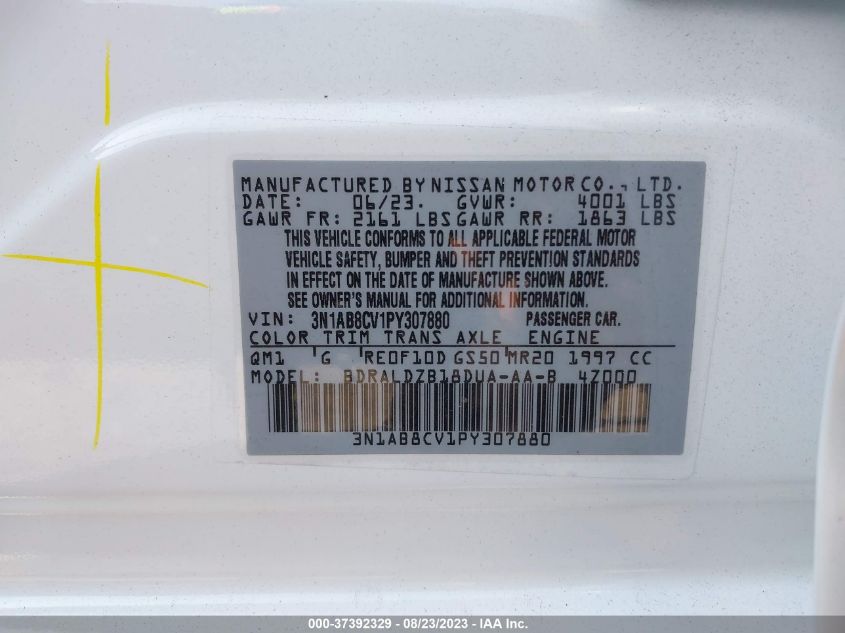 MANUFACTURED BY NISSAN MOTOR CO., LTD.
DATE: 06/23. GVWR: 4001 LBS
GAWR FR: 2161 LBS GAWR RR: 1863 LBS
THIS VEHICLE CONFORMS TO ALL APPLICABLE FEDERAL MOTOR
VEHICLE SAFETY, BUMPER AND THEFT PREVENTION STANDARDS
IN EFFECT ON THE DATE OF MANUFACTURE SHOWN ABOVE.
SEE OWNER'S MANUAL FOR ADDITIONAL INFORMATION.
VIN: 3N1AB8CV1PY307880 PASSENGER CAR.
COLOR TRIM TRANS AXLE ENGINE
QM1 'G 'RE0F10D GS50'MR20 1997 CC
MODEL: BDRALDZB18DUA-AA-B 4Z000
3N1AB8CV1PY307880
000-37392329 - 08/23/2023 - IAA Inc.